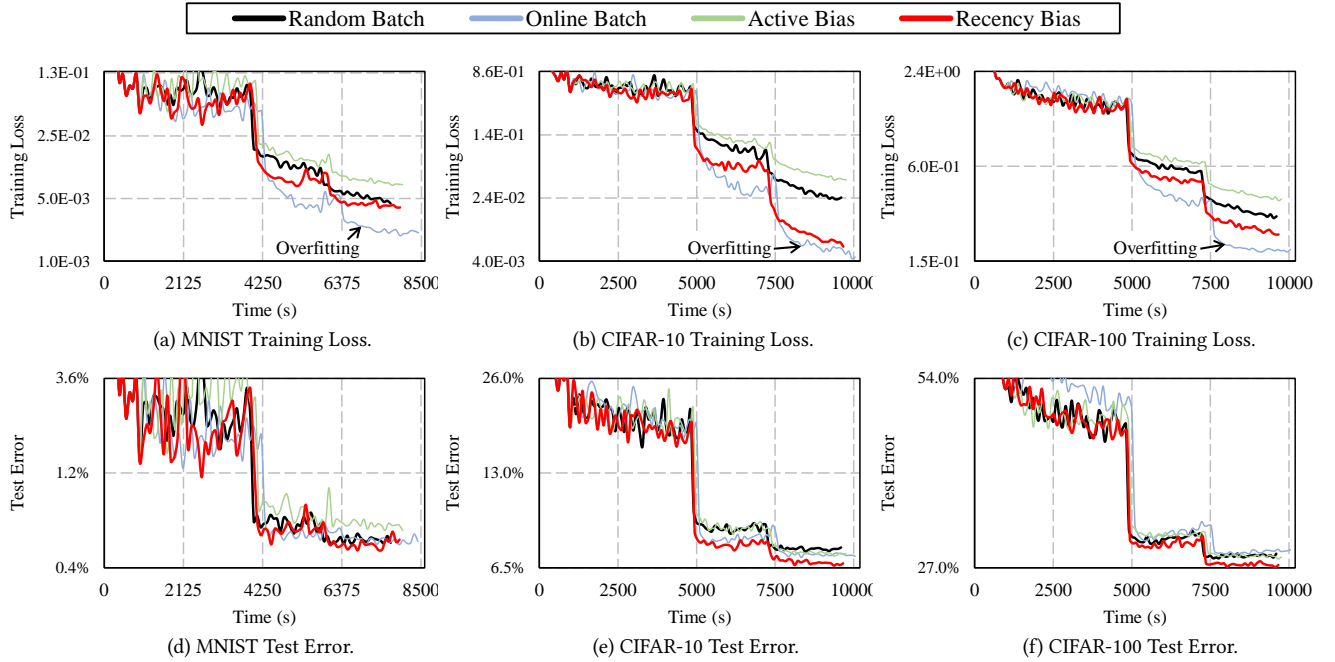 Random Batch Online Batch Active Bias Recency Bias
Training Loss
1.3E-01
2.5E-02
5.0E-03
1.0E-03
Overfitting
0 2125 4250 6375 8500
Time (s)
(a) MNIST Training Loss.
Training Loss
8.6E-01
1.4E-01
2.4E-02
4.0E-03
Overfitting
0 2500 5000 7500 10000
Time (s)
(b) CIFAR-10 Training Loss.
Training Loss
2.4E+00
6.0E-01
1.5E-01
Overfitting
0 2500 5000 7500 10000
Time (s)
(c) CIFAR-100 Training Loss.
Test Error
3.6%
1.2%
0.4%
0 2125 4250 6375 8500
Time (s)
(d) MNIST Test Error.
Test Error
26.0%
13.0%
6.5%
0 2500 5000 7500 10000
Time (s)
(e) CIFAR-10 Test Error.
Test Error
54.0%
27.0%
0 2500 5000 7500 10000
Time (s)
(f) CIFAR-100 Test Error.